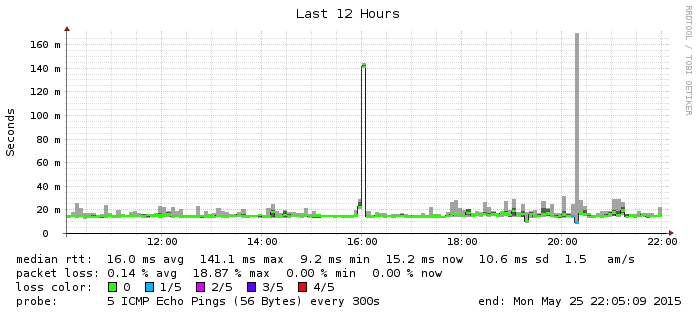 Last 12 Hours
RRDTOOL / TOBI OETIKER
Seconds
160 m
140 m
120 m
100 m
80 m
60 m
40 m
20 m
0
12:00 14:00 16:00 18:00 20:00 22:00
median rtt: 16.0 ms avg 141.1 ms max 9.2 ms min 15.2 ms now 10.6 ms sd 1.5 am/s
packet loss: 0.14 % avg 18.87 % max 0.00 % min 0.00 % now
loss color: 0 1/5 2/5 3/5 4/5
probe: 5 ICMP Echo Pings (56 Bytes) every 300s end: Mon May 25 22:05:09 2015